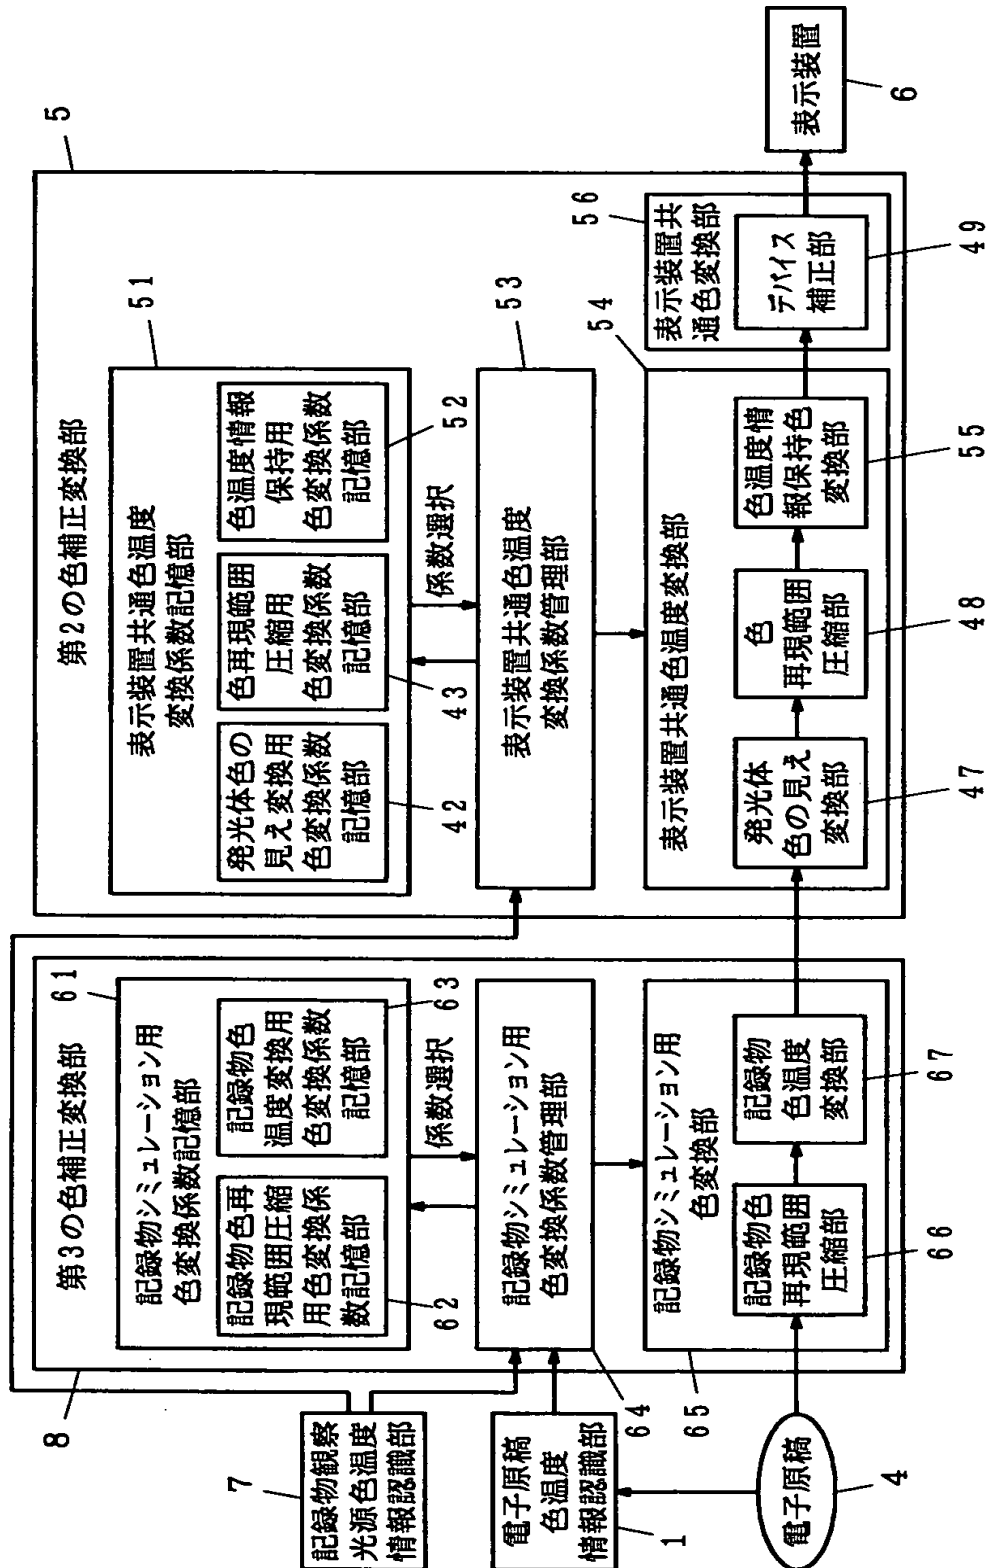 8
7
記録物観察
光源色温度
情報認識部
電子原稿
色温度
情報認識部
1
電子原稿
4
第3の色補正変換部
61
記録物シミュレーション用
色変換係数記憶部
記録物色再
現範囲圧縮
用色変換係
数記憶部
62
記録物色
温度変換用
色変換係数
記憶部
63
係数選択
記録物シミュレーション用
色変換係数管理部
64
65
記録物シミュレーション用
色変換部
記録物色
再現範囲
圧縮部
66
記録物
色温度
変換部
67
5
第2の色補正変換部
51
表示装置共通色温度
変換係数記憶部
発光体色の
見え変換用
色変換係数
記憶部
42
色再現範囲
圧縮用
色変換係数
記憶部
43
色温度情報
保持用
色変換係数
記憶部
52
係数選択
53
表示装置共通色温度
変換係数管理部
54
表示装置共通色温度変換部
発光体
色の見え
変換部
47
色
再現範囲
圧縮部
48
色温度情
報保持色
変換部
55
56
表示装置共
通色変換部
デバイス
補正部
49
表示装置
6